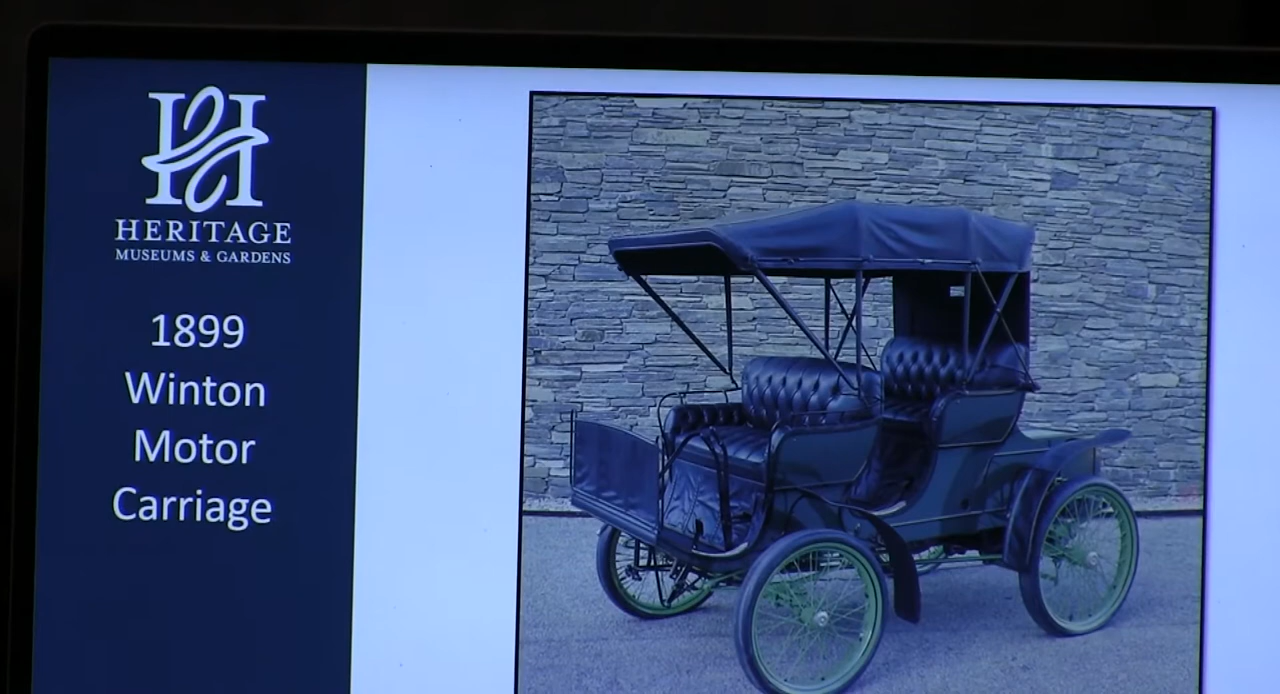 HERITAGE
MUSEUMS & GARDENS
1899
Winton
Motor
Carriage